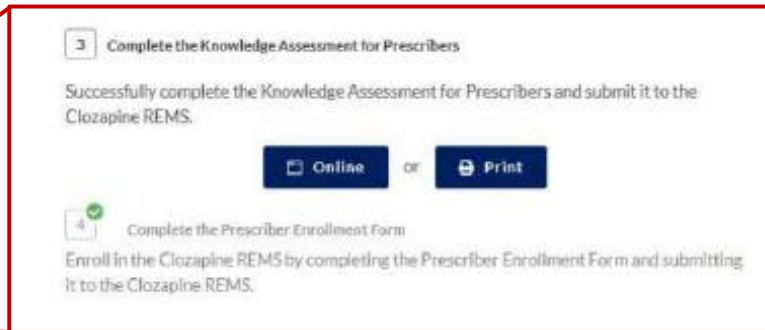 3 Complete the Knowledge Assessment for Prescribers
Successfully complete the Knowledge Assessment for Prescribers and submit it to the
Clozapine REMS.
Online or Print
4 Complete the Prescriber Enrollment Form
Enroll in the Clozapine REMS by completing the Prescriber Enrollment Form and submitting
it to the Clozapine REMS.